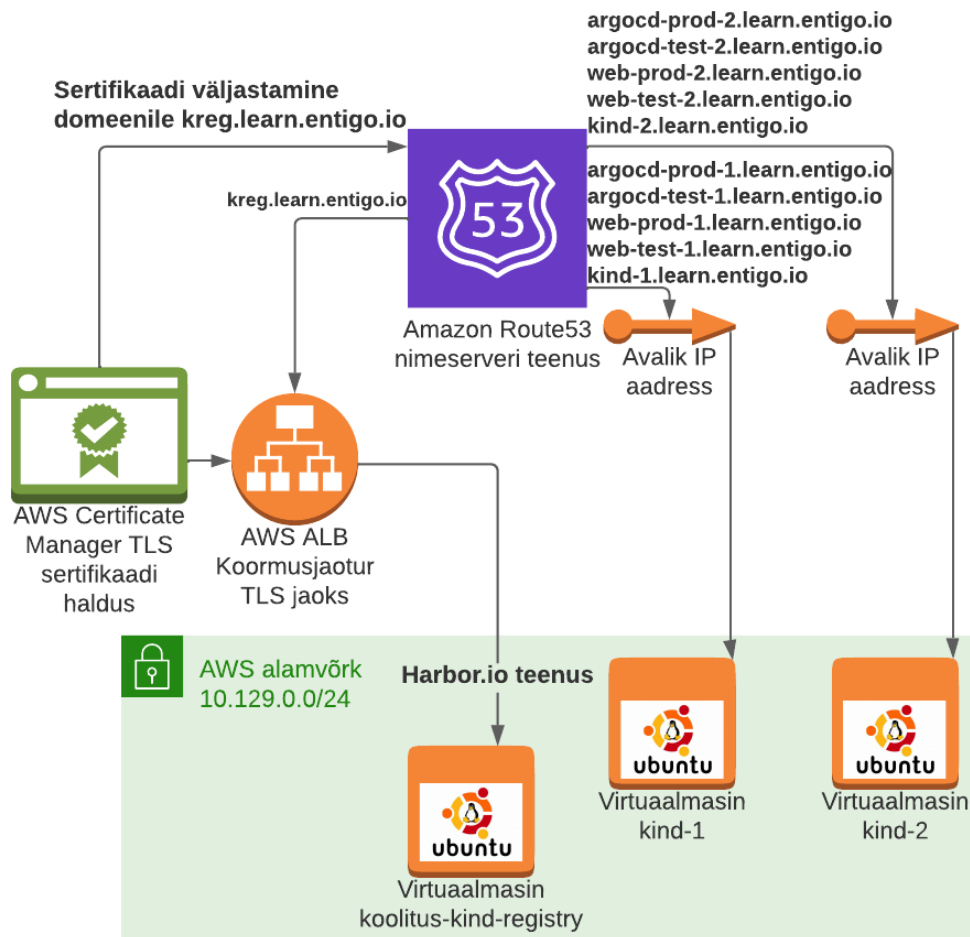 argocd-prod-2.learn.entigo.io
argocd-test-2.learn.entigo.io
web-prod-2.learn.entigo.io
web-test-2.learn.entigo.io
kind-2.learn.entigo.io
Sertifikaadi väljastamine
domeenile kreg.learn.entigo.io
argocd-prod-1.learn.entigo.io
argocd-test-1.learn.entigo.io
web-prod-1.learn.entigo.io
web-test-1.learn.entigo.io
kind-1.learn.entigo.io
kreg.learn.entigo.io
53
Amazon Route53
nimeserveri teenus
Avalik IP
aadress
Avalik IP
aadress
AWS Certificate
Manager TLS
sertifikaadi
haldus
AWS ALB
Koormusjaotur
TLS jaoks
AWS alamvõrk
10.129.0.0/24
Harbor.io teenus
ubuntu
Virtuaalmasin
kind-1
ubuntu
Virtuaalmasin
kind-2
ubuntu
Virtuaalmasin
koolitus-kind-registry